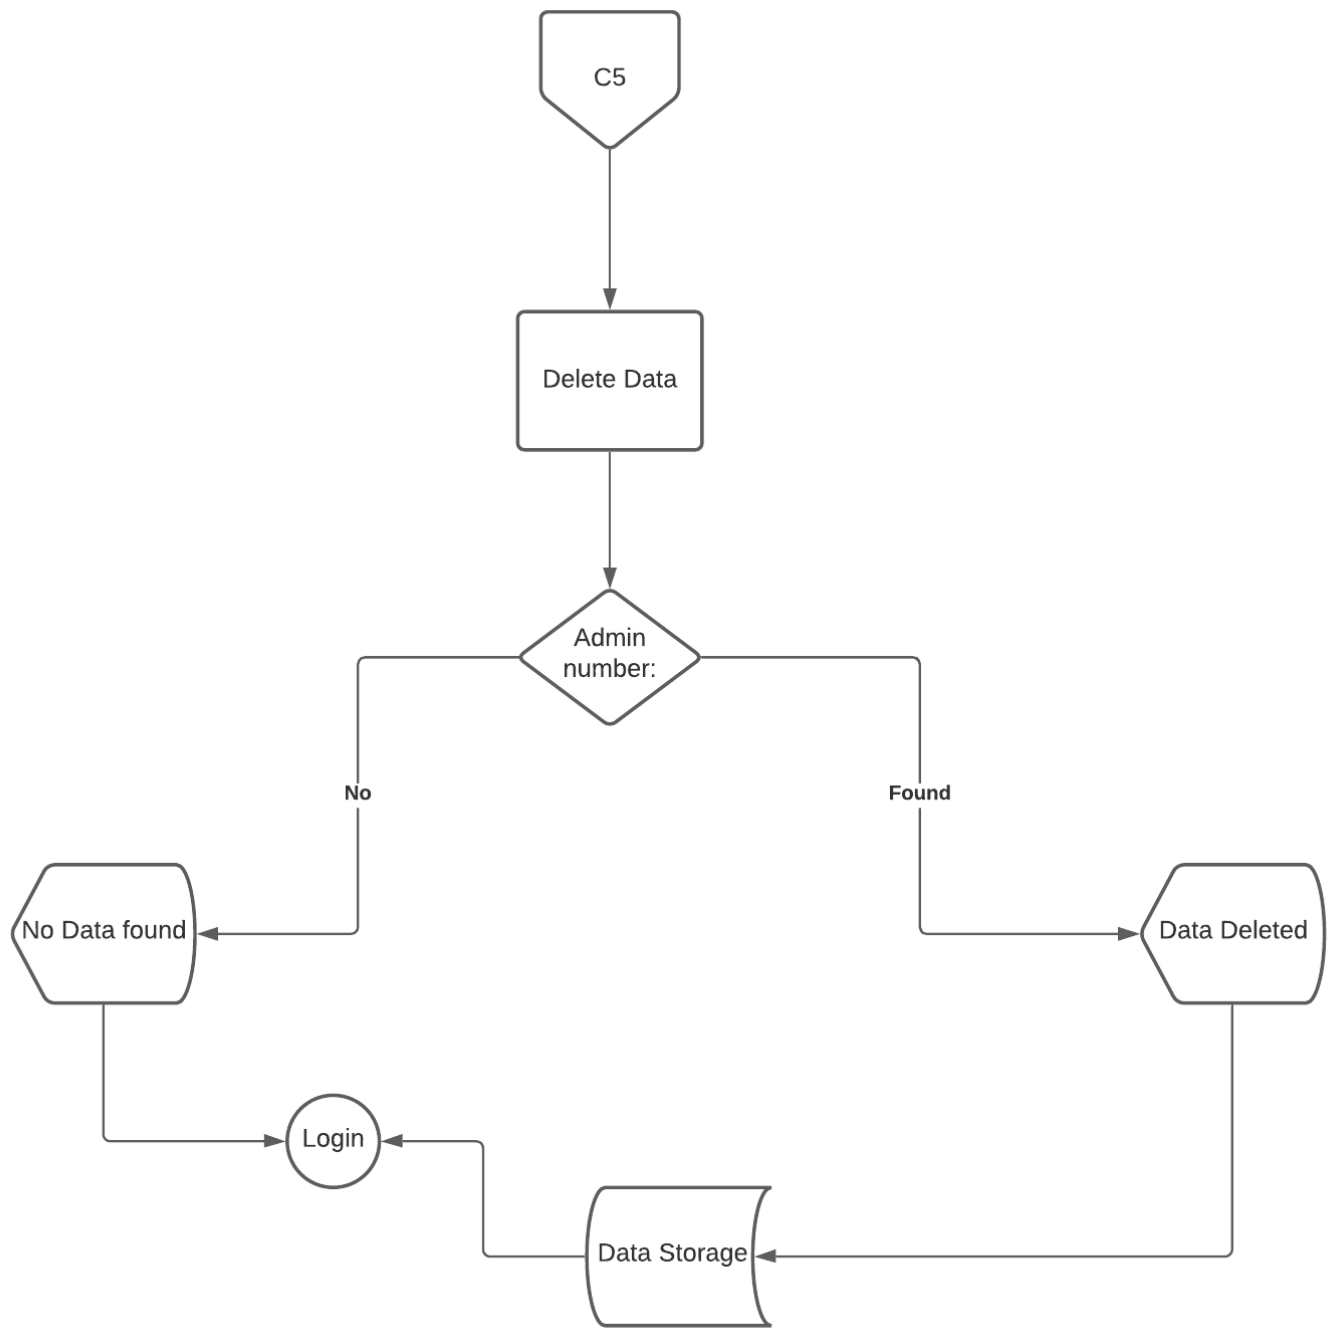 C5
Delete Data
Admin
number:
No
Found
No Data found
Data Deleted
Login
Data Storage